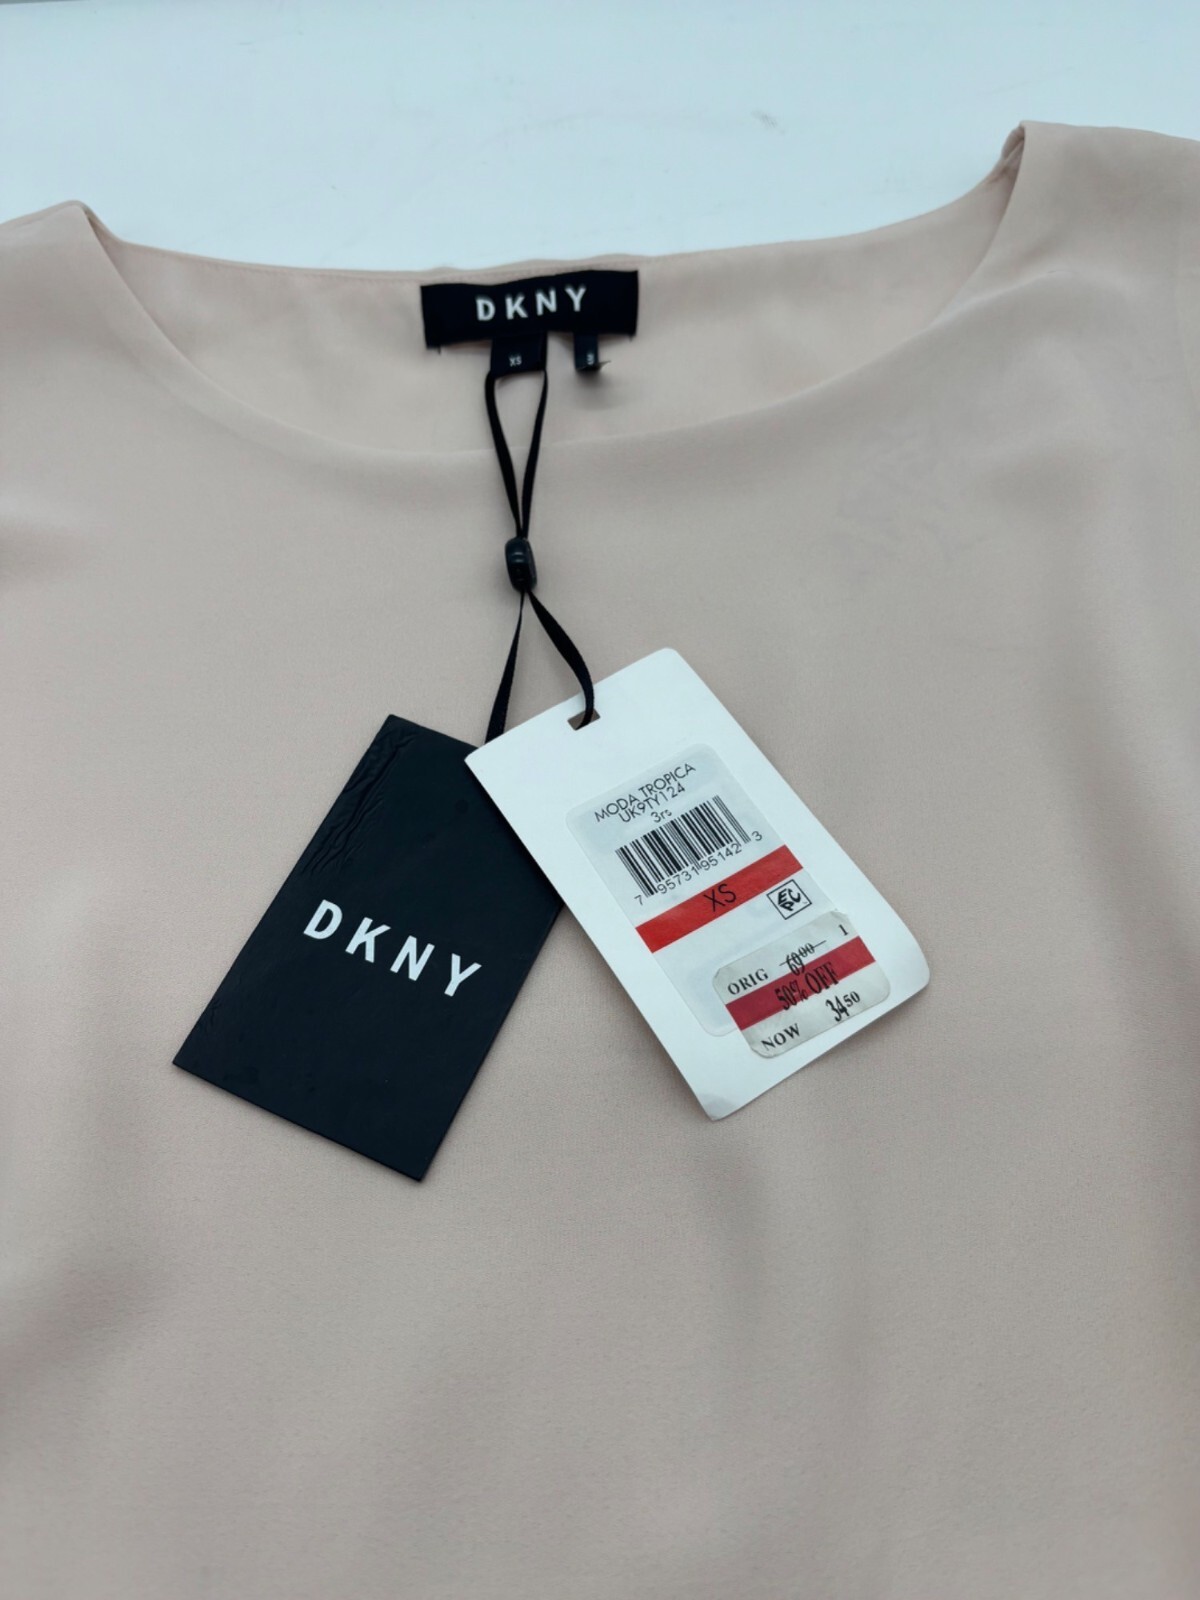 DKNY
XS
DKNY
MODA TROPICA
UK9TY124
3rs
7 95731 95142 3
XS
1
ORIG 69.00
50% OFF
NOW 34.50